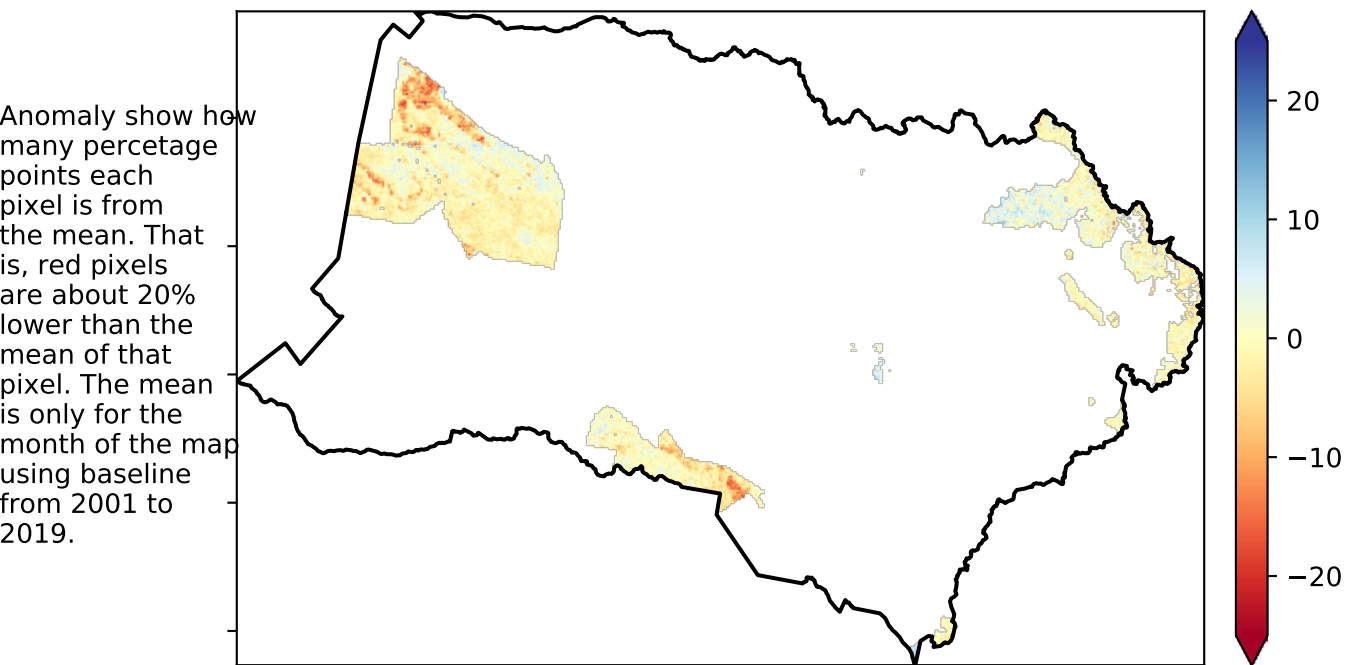 Anomaly show how
many percetage
points each
pixel is from
the mean. That
is, red pixels
are about 20%
lower than the
mean of that
pixel. The mean
is only for the
month of the map
using baseline
from 2001 to
2019.
20
10
0
−10
−20